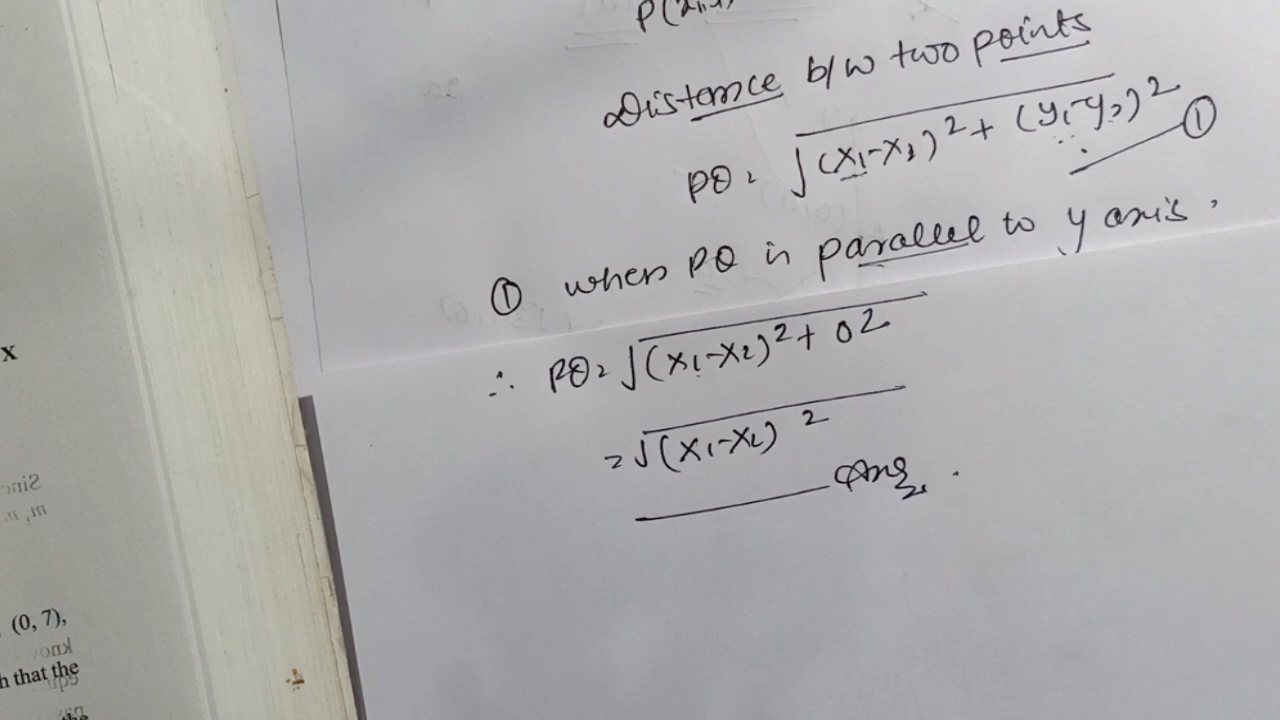 Distance b/w two points
PQ = √(x₁-x₂)² + (y₁-y₂)² ①
① when PQ is parallel to y axis.
∴ PQ = √(x₁-x₂)² + 0²
= √(x₁-x₂)²
Ans.
x
(0, 7),
h that the